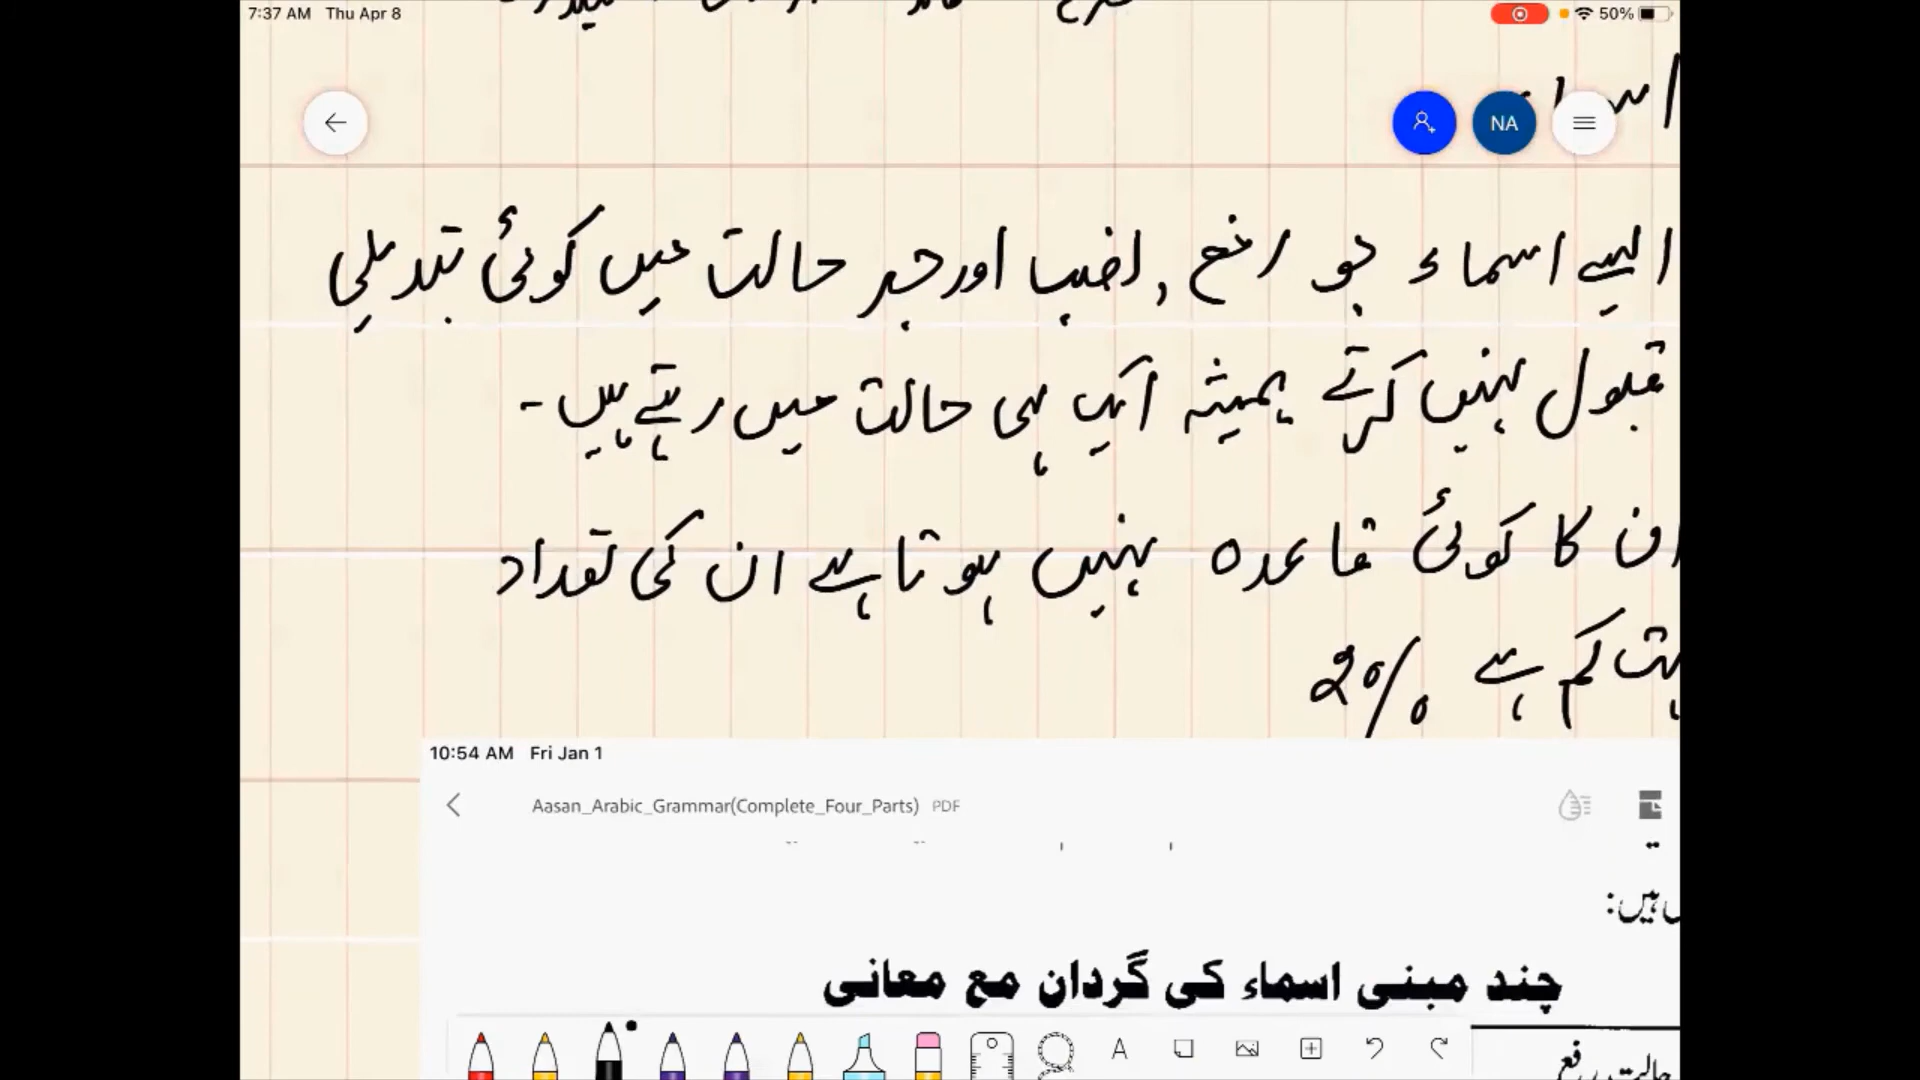 7:37 AM Thu Apr 8 50%
NA
ایسے اسماء جو رفع , نصب اور جر حالت میں کوئی تبدیلی
قبول نہیں کرتے ہمیشہ ایک ہی حالت میں رہتے ہیں -
ان کا کوئی قاعدہ نہیں ہوتا ہے ان کی تعداد
بہت کم ہے 2%
10:54 AM Fri Jan 1
Aasan_Arabic_Grammar(Complete_Four_Parts) PDF
ہیں:
چند مبنی اسماء کی گردان مع معانی
حالت رفع
A